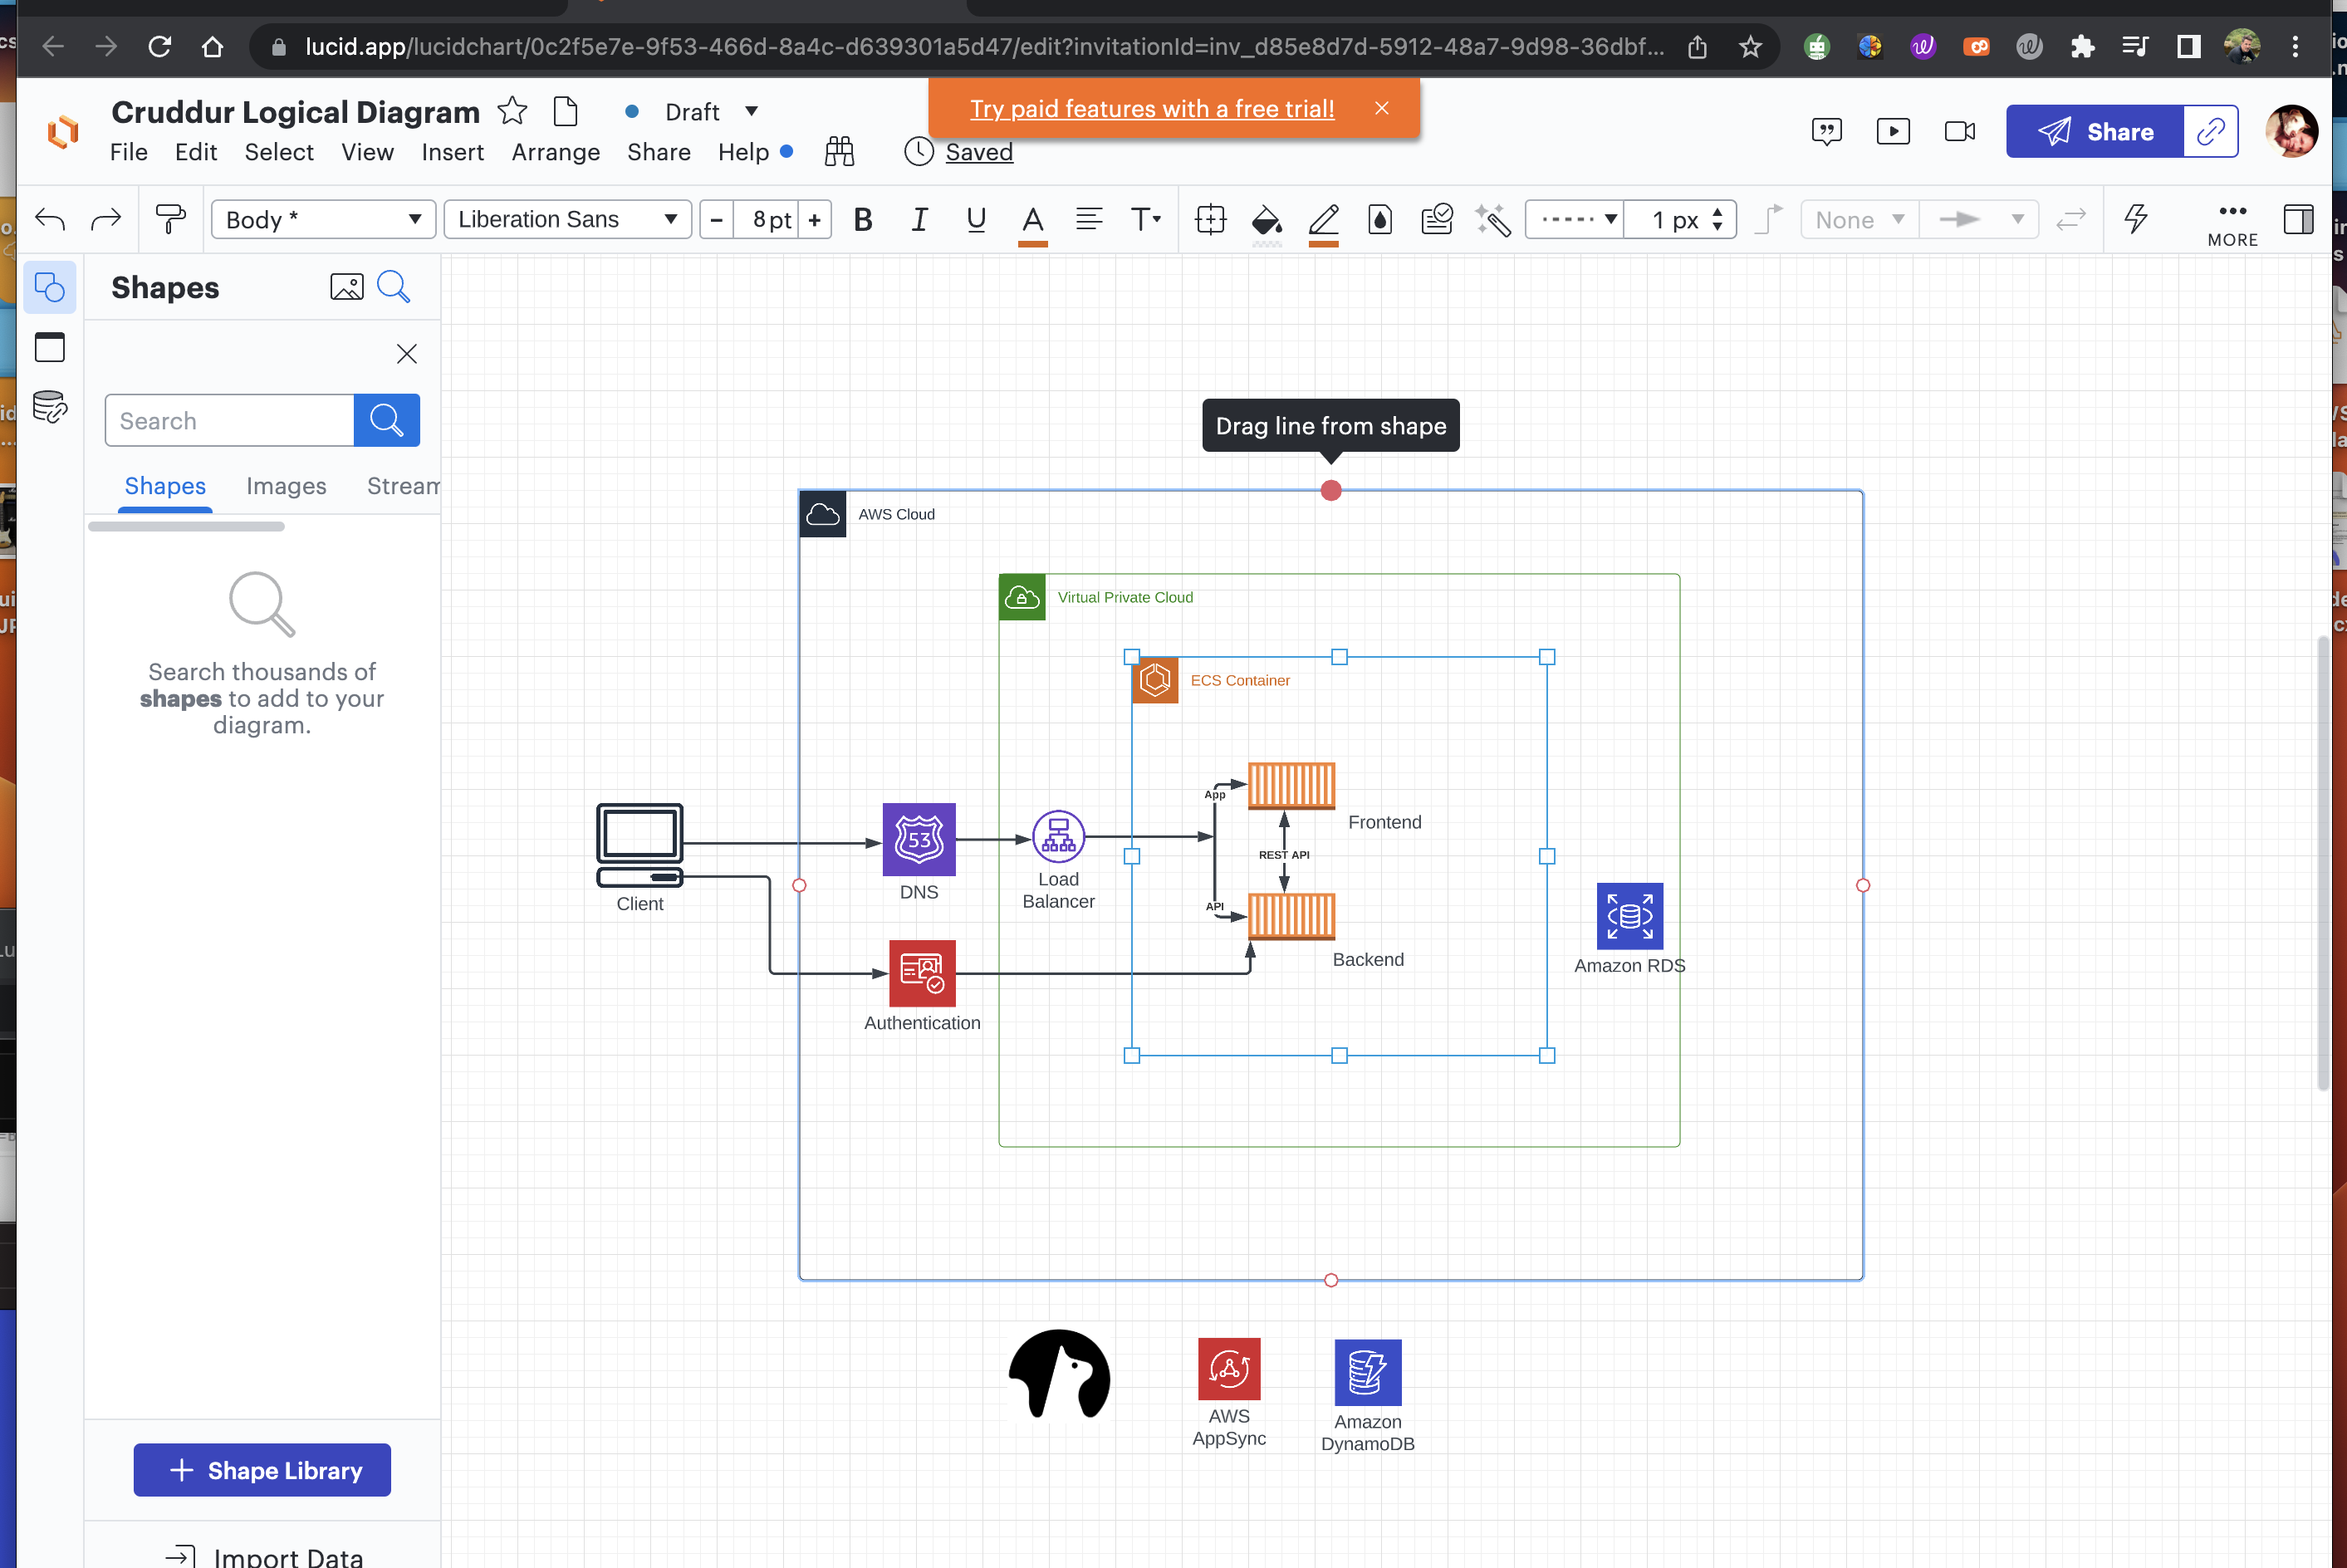 lucid.app/lucidchart/0c2f5e7e-9f53-466d-8a4c-d639301a5d47/edit?invitationId=inv_d85e8d7d-5912-48a7-9d98-36dbf...
Cruddur Logical Diagram
Draft
Try paid features with a free trial!
File Edit Select View Insert Arrange Share Help
Saved
Share
Body *
Liberation Sans
8 pt
B I U A T
1 px
None
MORE
Shapes
Search
Shapes Images Stream
Search thousands of
shapes to add to your
diagram.
Shape Library
Import Data
Drag line from shape
AWS Cloud
Virtual Private Cloud
ECS Container
App
Frontend
REST API
53
Client
DNS
Load
Balancer
API
Backend
Amazon RDS
Authentication
AWS
AppSync
Amazon
DynamoDB